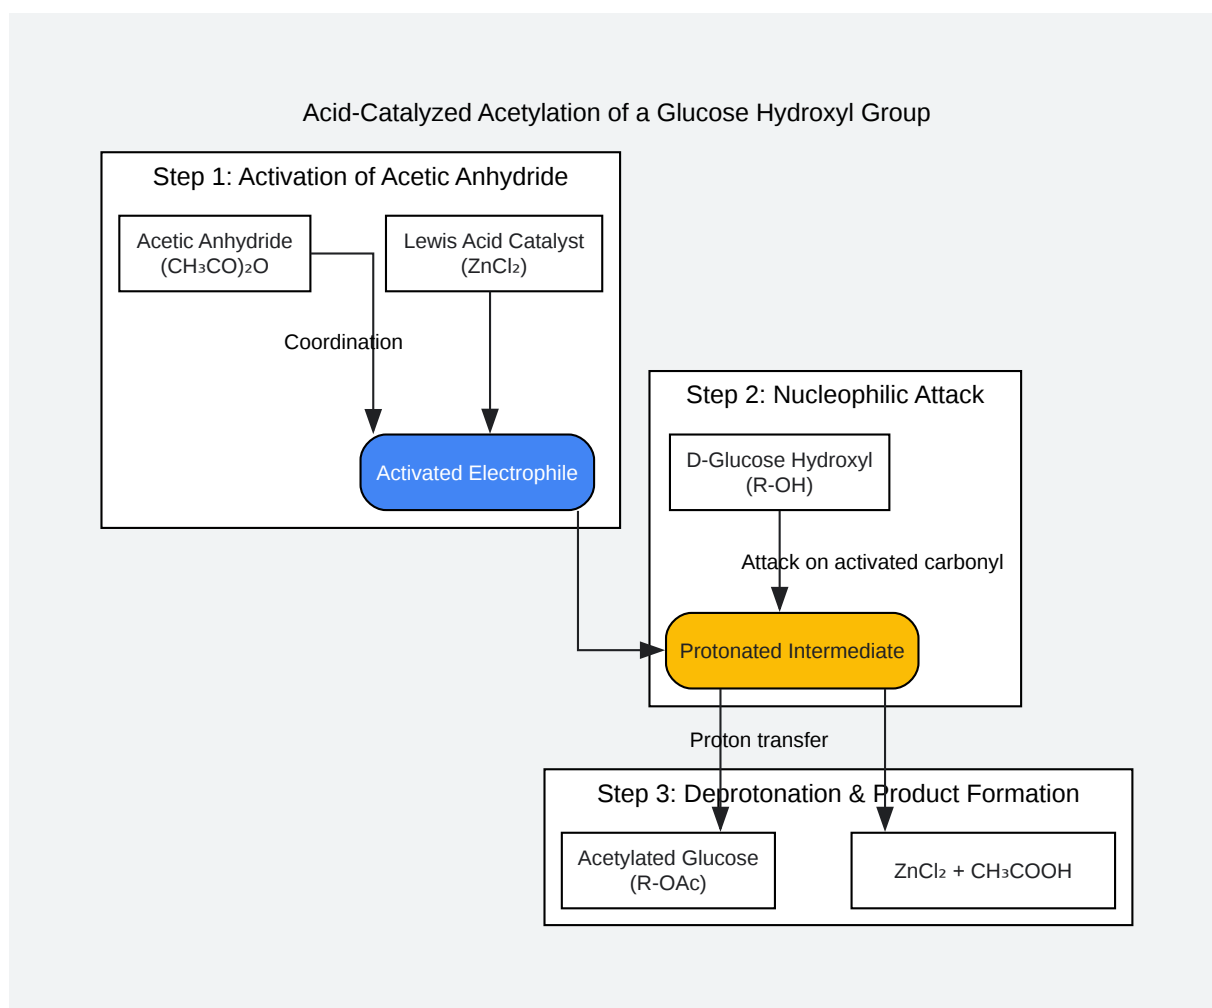 Acid-Catalyzed Acetylation of a Glucose Hydroxyl Group
Step 1: Activation of Acetic Anhydride
Acetic Anhydride
(CH₃CO)₂O
Lewis Acid Catalyst
(ZnCl₂)
Coordination
Activated Electrophile
Step 2: Nucleophilic Attack
D-Glucose Hydroxyl
(R-OH)
Attack on activated carbonyl
Protonated Intermediate
Proton transfer
Step 3: Deprotonation & Product Formation
Acetylated Glucose
(R-OAc)
ZnCl₂ + CH₃COOH